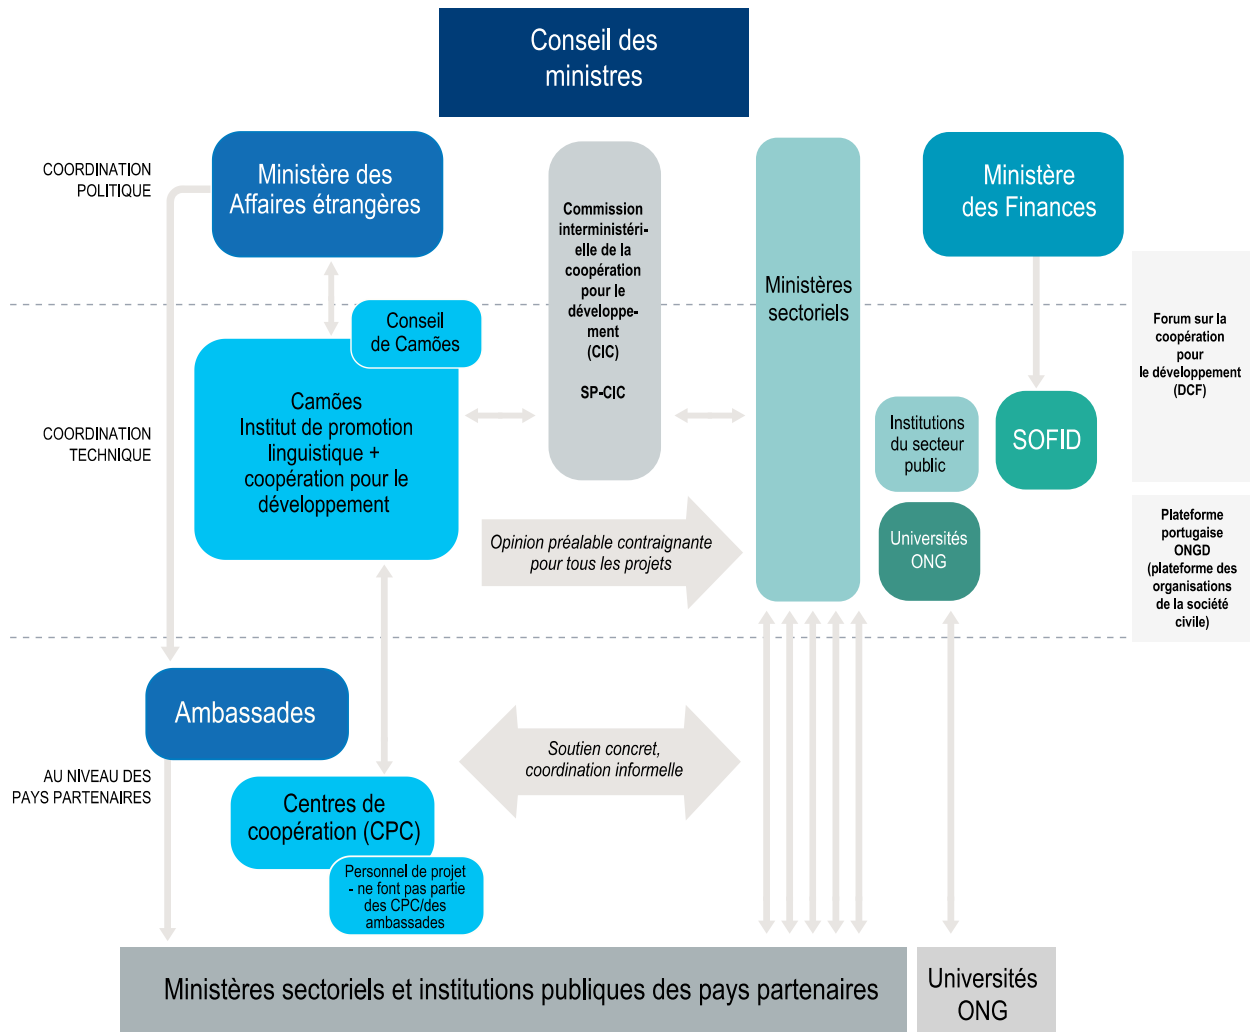 Conseil des
ministres
COORDINATION
POLITIQUE
Ministère des
Affaires étrangères
Commission
interministéri-
elle de la
coopération
pour le
développe-
ment
(CIC)
SP-CIC
Ministères
sectoriels
Ministère
des Finances
Forum sur la
coopération
pour
le développement
(DCF)
Conseil
de Camões
COORDINATION
TECHNIQUE
Camões
Institut de promotion
linguistique +
coopération pour le
développement
Institutions
du secteur
public
SOFID
Opinion préalable contraignante
pour tous les projets
Universités
ONG
Plateforme
portugaise
ONGD
(plateforme des
organisations
de la société
civile)
Ambassades
AU NIVEAU DES
PAYS PARTENAIRES
Soutien concret,
coordination informelle
Centres de
coopération (CPC)
Personnel de projet
- ne font pas partie
des CPC/des
ambassades
Ministères sectoriels et institutions publiques des pays partenaires
Universités
ONG